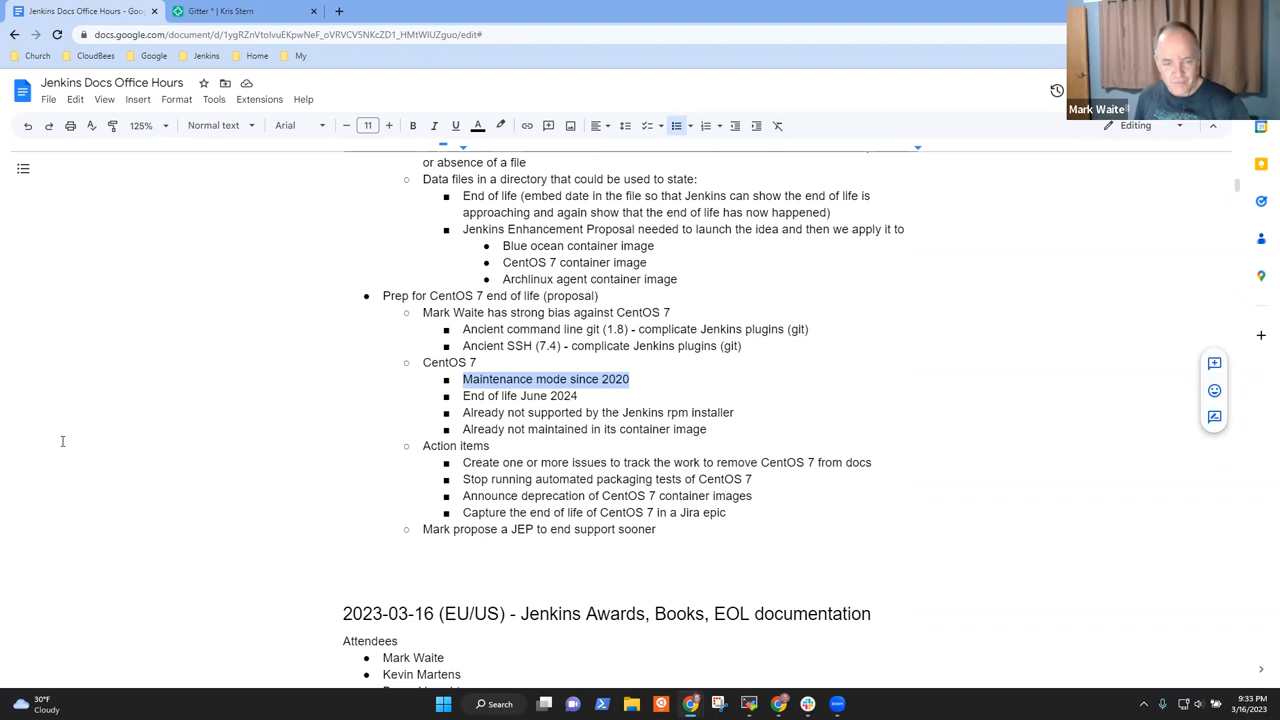 Jenkins Docs Office Hours - Goog
Gitter * | Kris Stern
docs.google.com/document/d/1ygRZnVtoIvuEKpwNeF_oVRVCV5NKcZD1_HMtWIUZguo/edit#
Church
CloudBees
Google
Jenkins
Home
My
Jenkins Docs Office Hours
File Edit View Insert Format Tools Extensions Help
Mark Waite
125% Normal text Arial 11 Editing
or absence of a file
Data files in a directory that could be used to state:
End of life (embed date in the file so that Jenkins can show the end of life is
approaching and again show that the end of life has now happened)
Jenkins Enhancement Proposal needed to launch the idea and then we apply it to
Blue ocean container image
CentOS 7 container image
Archlinux agent container image
Prep for CentOS 7 end of life (proposal)
Mark Waite has strong bias against CentOS 7
Ancient command line git (1.8) - complicate Jenkins plugins (git)
Ancient SSH (7.4) - complicate Jenkins plugins (git)
CentOS 7
Maintenance mode since 2020
End of life June 2024
Already not supported by the Jenkins rpm installer
Already not maintained in its container image
Action items
Create one or more issues to track the work to remove CentOS 7 from docs
Stop running automated packaging tests of CentOS 7
Announce deprecation of CentOS 7 container images
Capture the end of life of CentOS 7 in a Jira epic
Mark propose a JEP to end support sooner
2023-03-16 (EU/US) - Jenkins Awards, Books, EOL documentation
Attendees
Mark Waite
Kevin Martens
30°F
Cloudy
Search
9:33 PM
3/16/2023